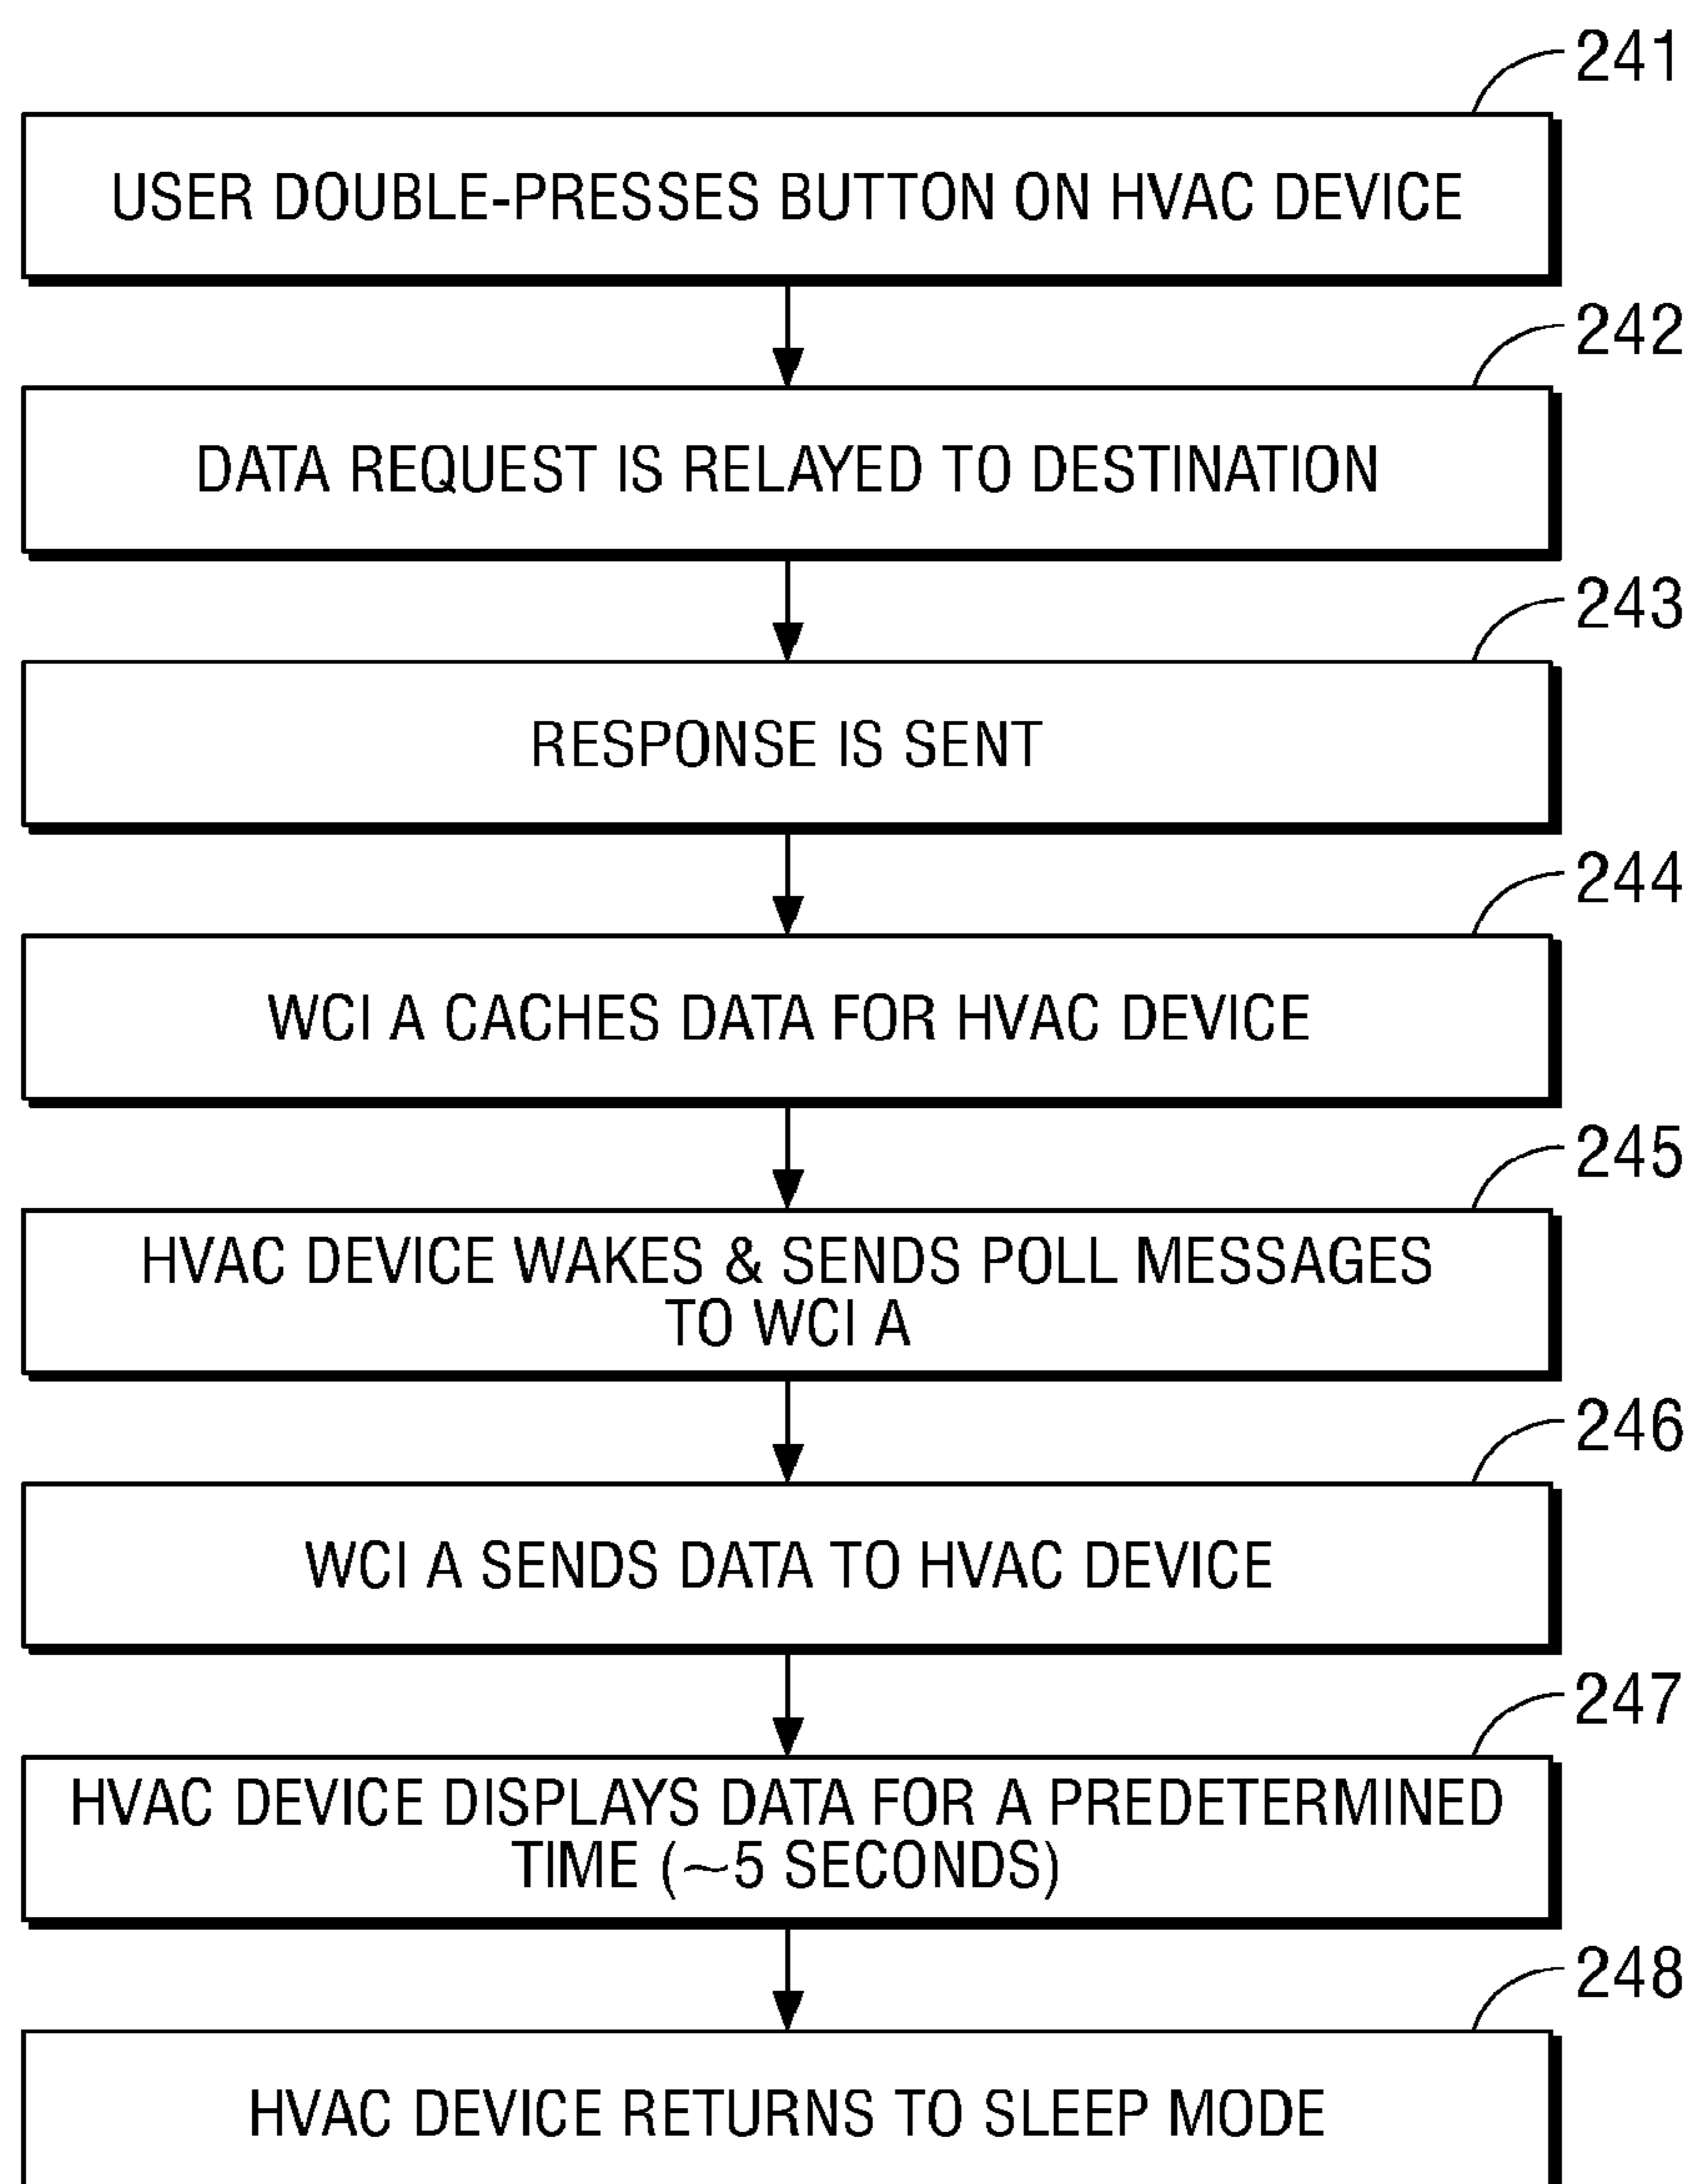 241
USER DOUBLE-PRESSES BUTTON ON HVAC DEVICE
242
DATA REQUEST IS RELAYED TO DESTINATION
243
RESPONSE IS SENT
244
WCI A CACHES DATA FOR HVAC DEVICE
245
HVAC DEVICE WAKES & SENDS POLL MESSAGES
TO WCI A
246
WCI A SENDS DATA TO HVAC DEVICE
247
HVAC DEVICE DISPLAYS DATA FOR A PREDETERMINED
TIME (~5 SECONDS)
248
HVAC DEVICE RETURNS TO SLEEP MODE